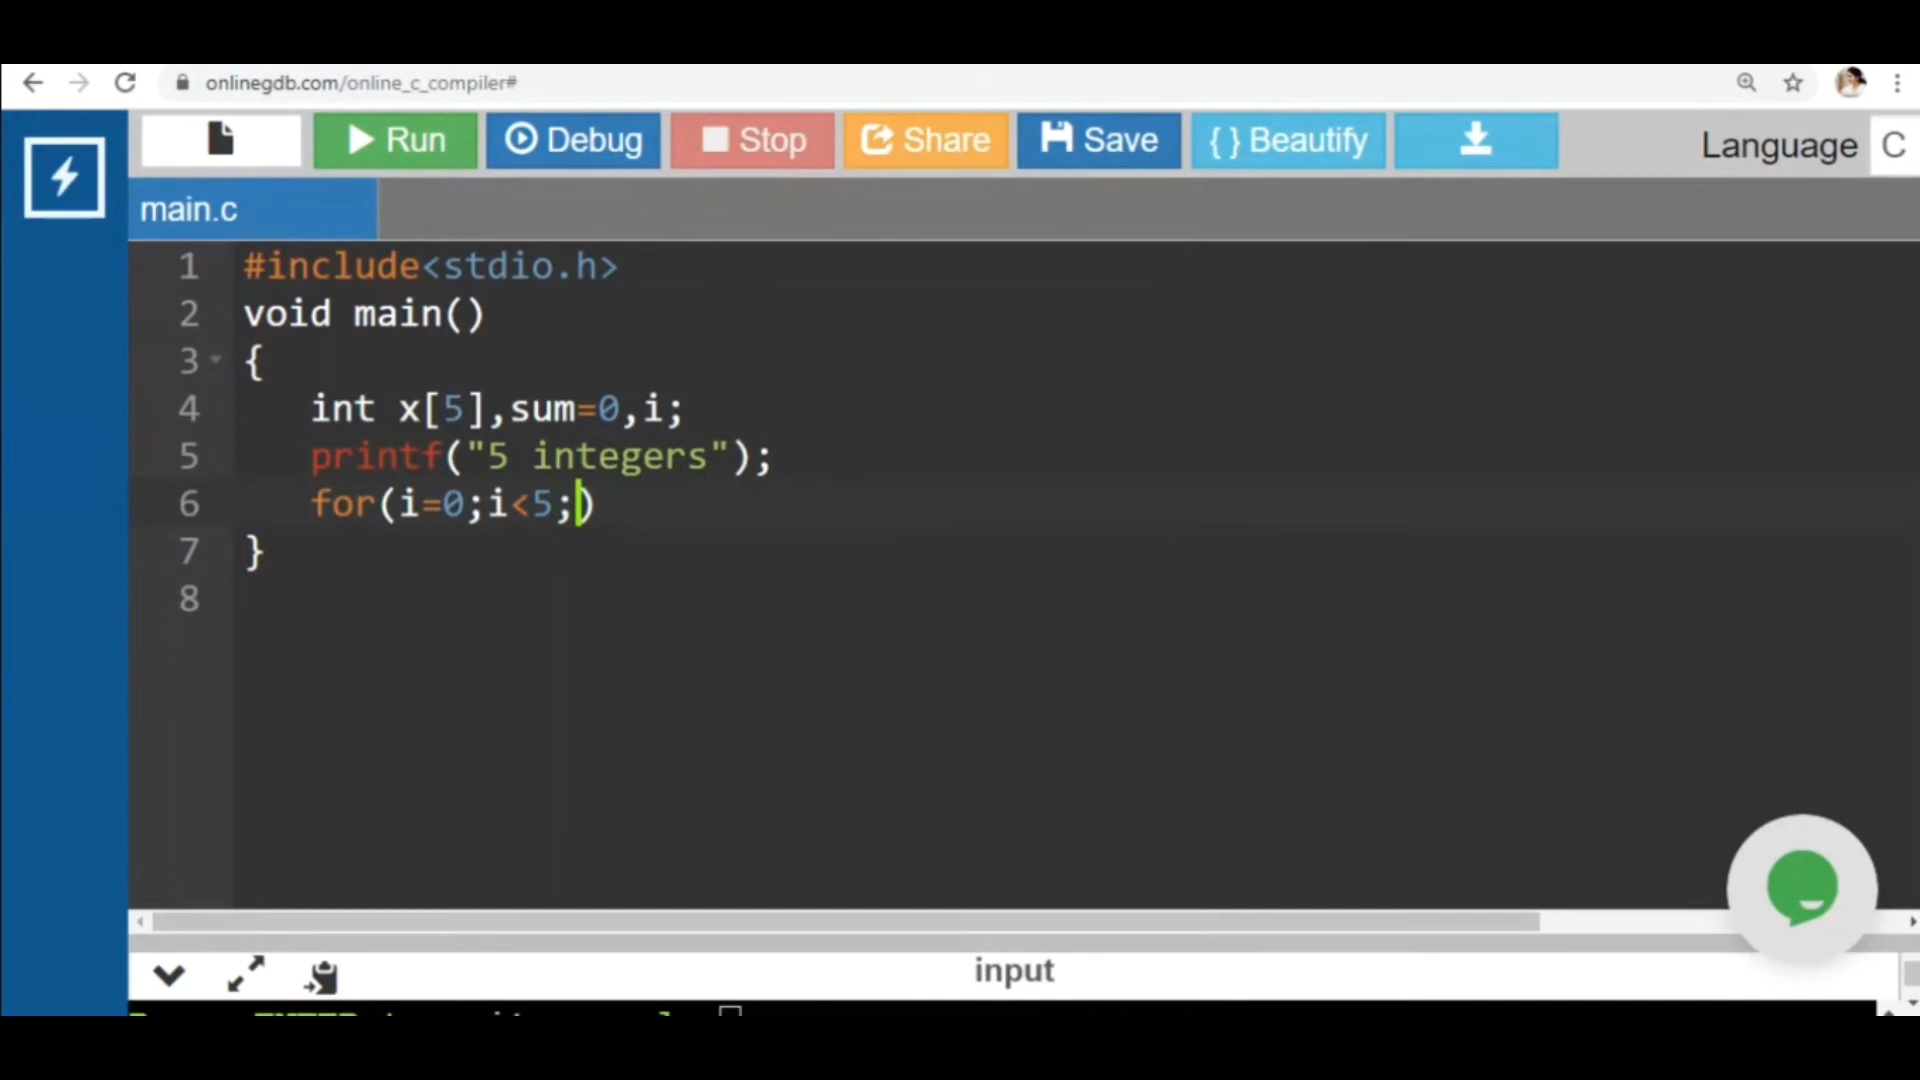 onlinegdb.com/online_c_compiler#
Run Debug Stop Share Save { } Beautify Language C
main.c
1 #include<stdio.h>
2 void main()
3 {
4 int x[5],sum=0,i;
5 printf("5 integers");
6 for(i=0;i<5;)
7 }
8
input